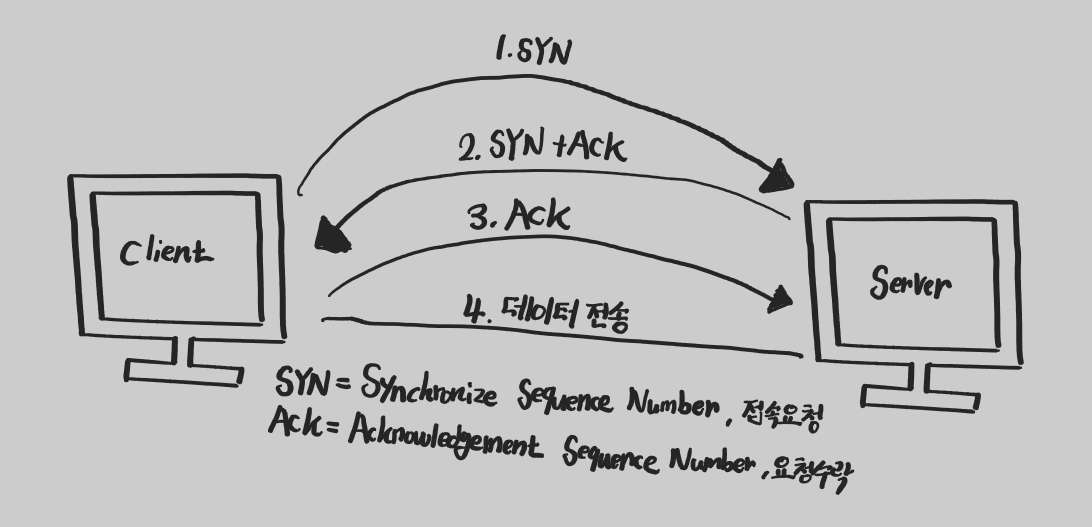 1. SYN
2. SYN + Ack
3. Ack
4. 데이터 전송
Client
Server
SYN = Synchronize Sequence Number, 접속요청
Ack = Acknowledgement Sequence Number, 요청수락